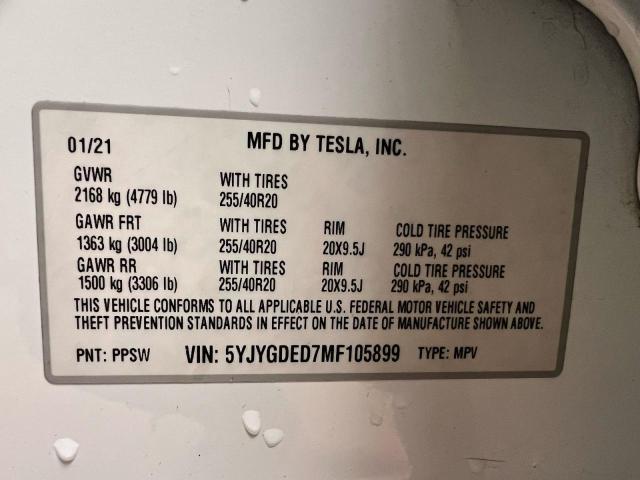 01/21 MFD BY TESLA, INC.
GVWR WITH TIRES
2168 kg (4779 lb) 255/40R20
GAWR FRT WITH TIRES RIM COLD TIRE PRESSURE
1363 kg (3004 lb) 255/40R20 20X9.5J 290 kPa, 42 psi
GAWR RR WITH TIRES RIM COLD TIRE PRESSURE
1500 kg (3306 lb) 255/40R20 20X9.5J 290 kPa, 42 psi
THIS VEHICLE CONFORMS TO ALL APPLICABLE U.S. FEDERAL MOTOR VEHICLE SAFETY AND
THEFT PREVENTION STANDARDS IN EFFECT ON THE DATE OF MANUFACTURE SHOWN ABOVE.
PNT: PPSW VIN: 5YJYGDED7MF105899 TYPE: MPV